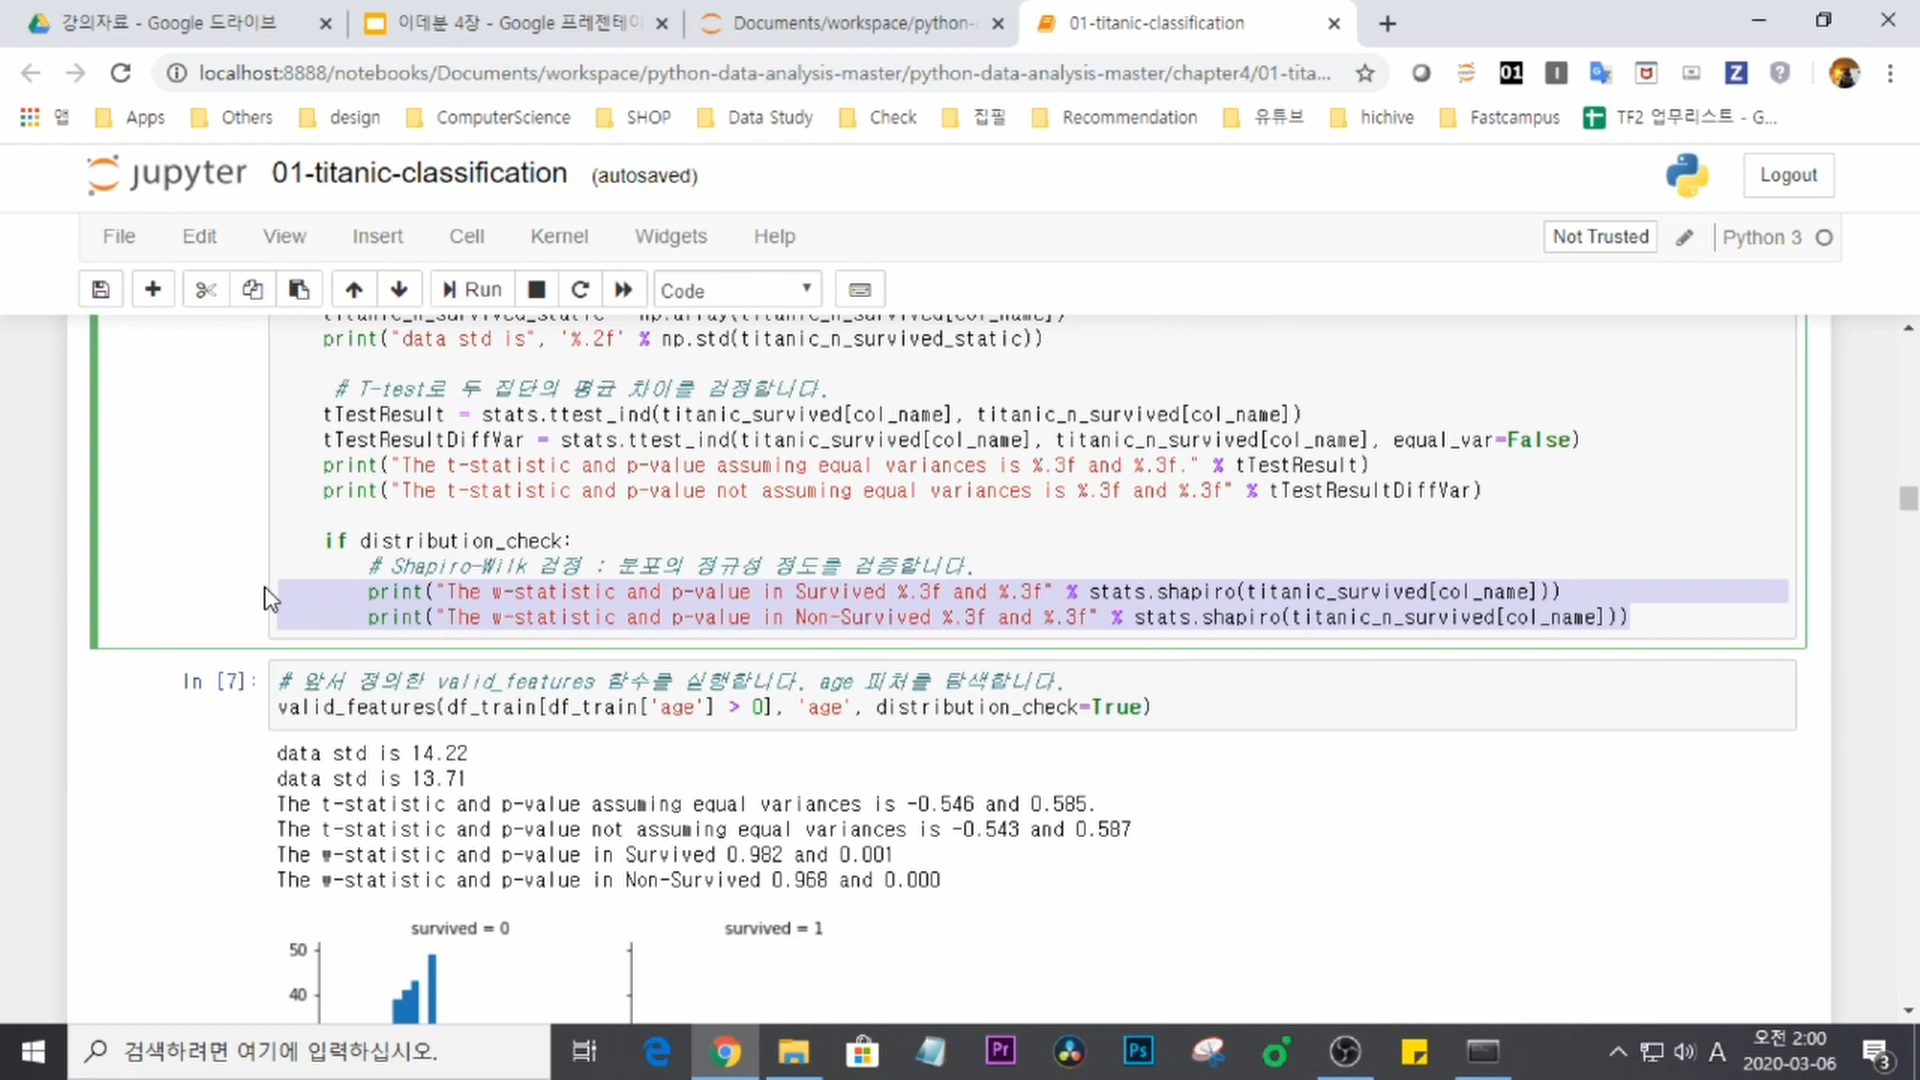 강의자료 - Google 드라이브
이데분 4장 - Google 프레젠테이
Documents/workspace/python-
01-titanic-classification
localhost:8888/notebooks/Documents/workspace/python-data-analysis-master/python-data-analysis-master/chapter4/01-tita...
앱
Apps
Others
design
ComputerScience
SHOP
Data Study
Check
집필
Recommendation
유튜브
hichive
Fastcampus
TF2 업무리스트 - G...
jupyter
01-titanic-classification
(autosaved)
Logout
File
Edit
View
Insert
Cell
Kernel
Widgets
Help
Not Trusted
Python 3
Run
Code
titanic_n_survived_static = np.array(titanic_n_survived[col_name])
print("data std is", '%.2f' % np.std(titanic_n_survived_static))
# T-test로 두 집단의 평균 차이를 검정합니다.
tTestResult = stats.ttest_ind(titanic_survived[col_name], titanic_n_survived[col_name])
tTestResultDiffVar = stats.ttest_ind(titanic_survived[col_name], titanic_n_survived[col_name], equal_var=False)
print("The t-statistic and p-value assuming equal variances is %.3f and %.3f." % tTestResult)
print("The t-statistic and p-value not assuming equal variances is %.3f and %.3f" % tTestResultDiffVar)
if distribution_check:
# Shapiro-Wilk 검정 : 분포의 정규성 정도를 검증합니다.
print("The w-statistic and p-value in Survived %.3f and %.3f" % stats.shapiro(titanic_survived[col_name]))
print("The w-statistic and p-value in Non-Survived %.3f and %.3f" % stats.shapiro(titanic_n_survived[col_name]))
In [7]:
# 앞서 정의한 valid_features 함수를 실행합니다. age 피처를 탐색합니다.
valid_features(df_train[df_train['age'] > 0], 'age', distribution_check=True)
data std is 14.22
data std is 13.71
The t-statistic and p-value assuming equal variances is -0.546 and 0.585.
The t-statistic and p-value not assuming equal variances is -0.543 and 0.587
The w-statistic and p-value in Survived 0.982 and 0.001
The w-statistic and p-value in Non-Survived 0.968 and 0.000
survived = 0
survived = 1
50
40
검색하려면 여기에 입력하십시오.
Pr
Ps
A
오전 2:00
2020-03-06
3